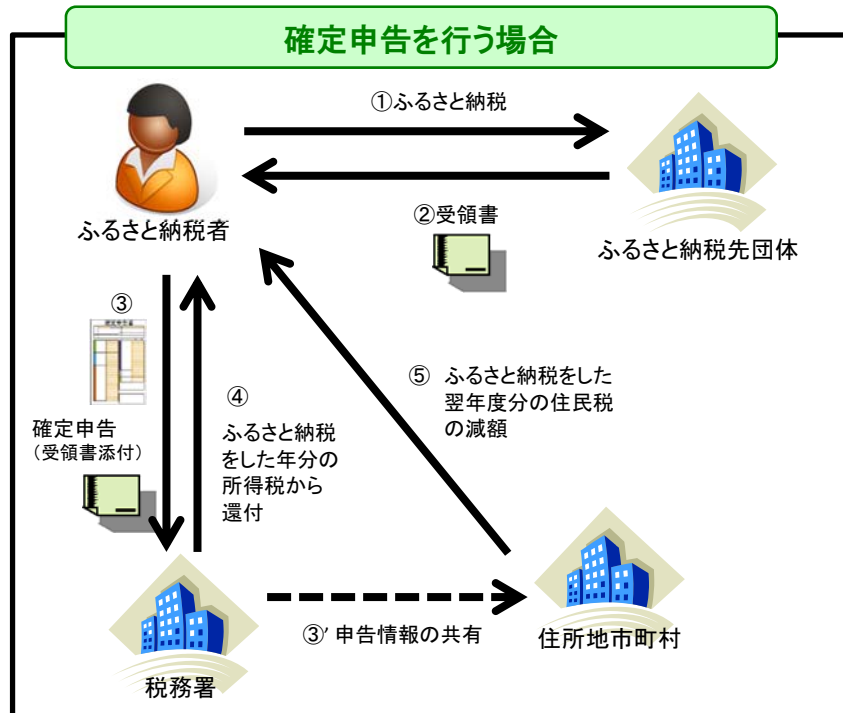 確定申告を行う場合
①ふるさと納税
②受領書
ふるさと納税者
ふるさと納税先団体
③
確定申告
(受領書添付)
④
ふるさと納税
をした年分の
所得税から
還付
⑤ ふるさと納税をした
翌年度分の住民税
の減額
③’申告情報の共有
税務署
住所地市町村